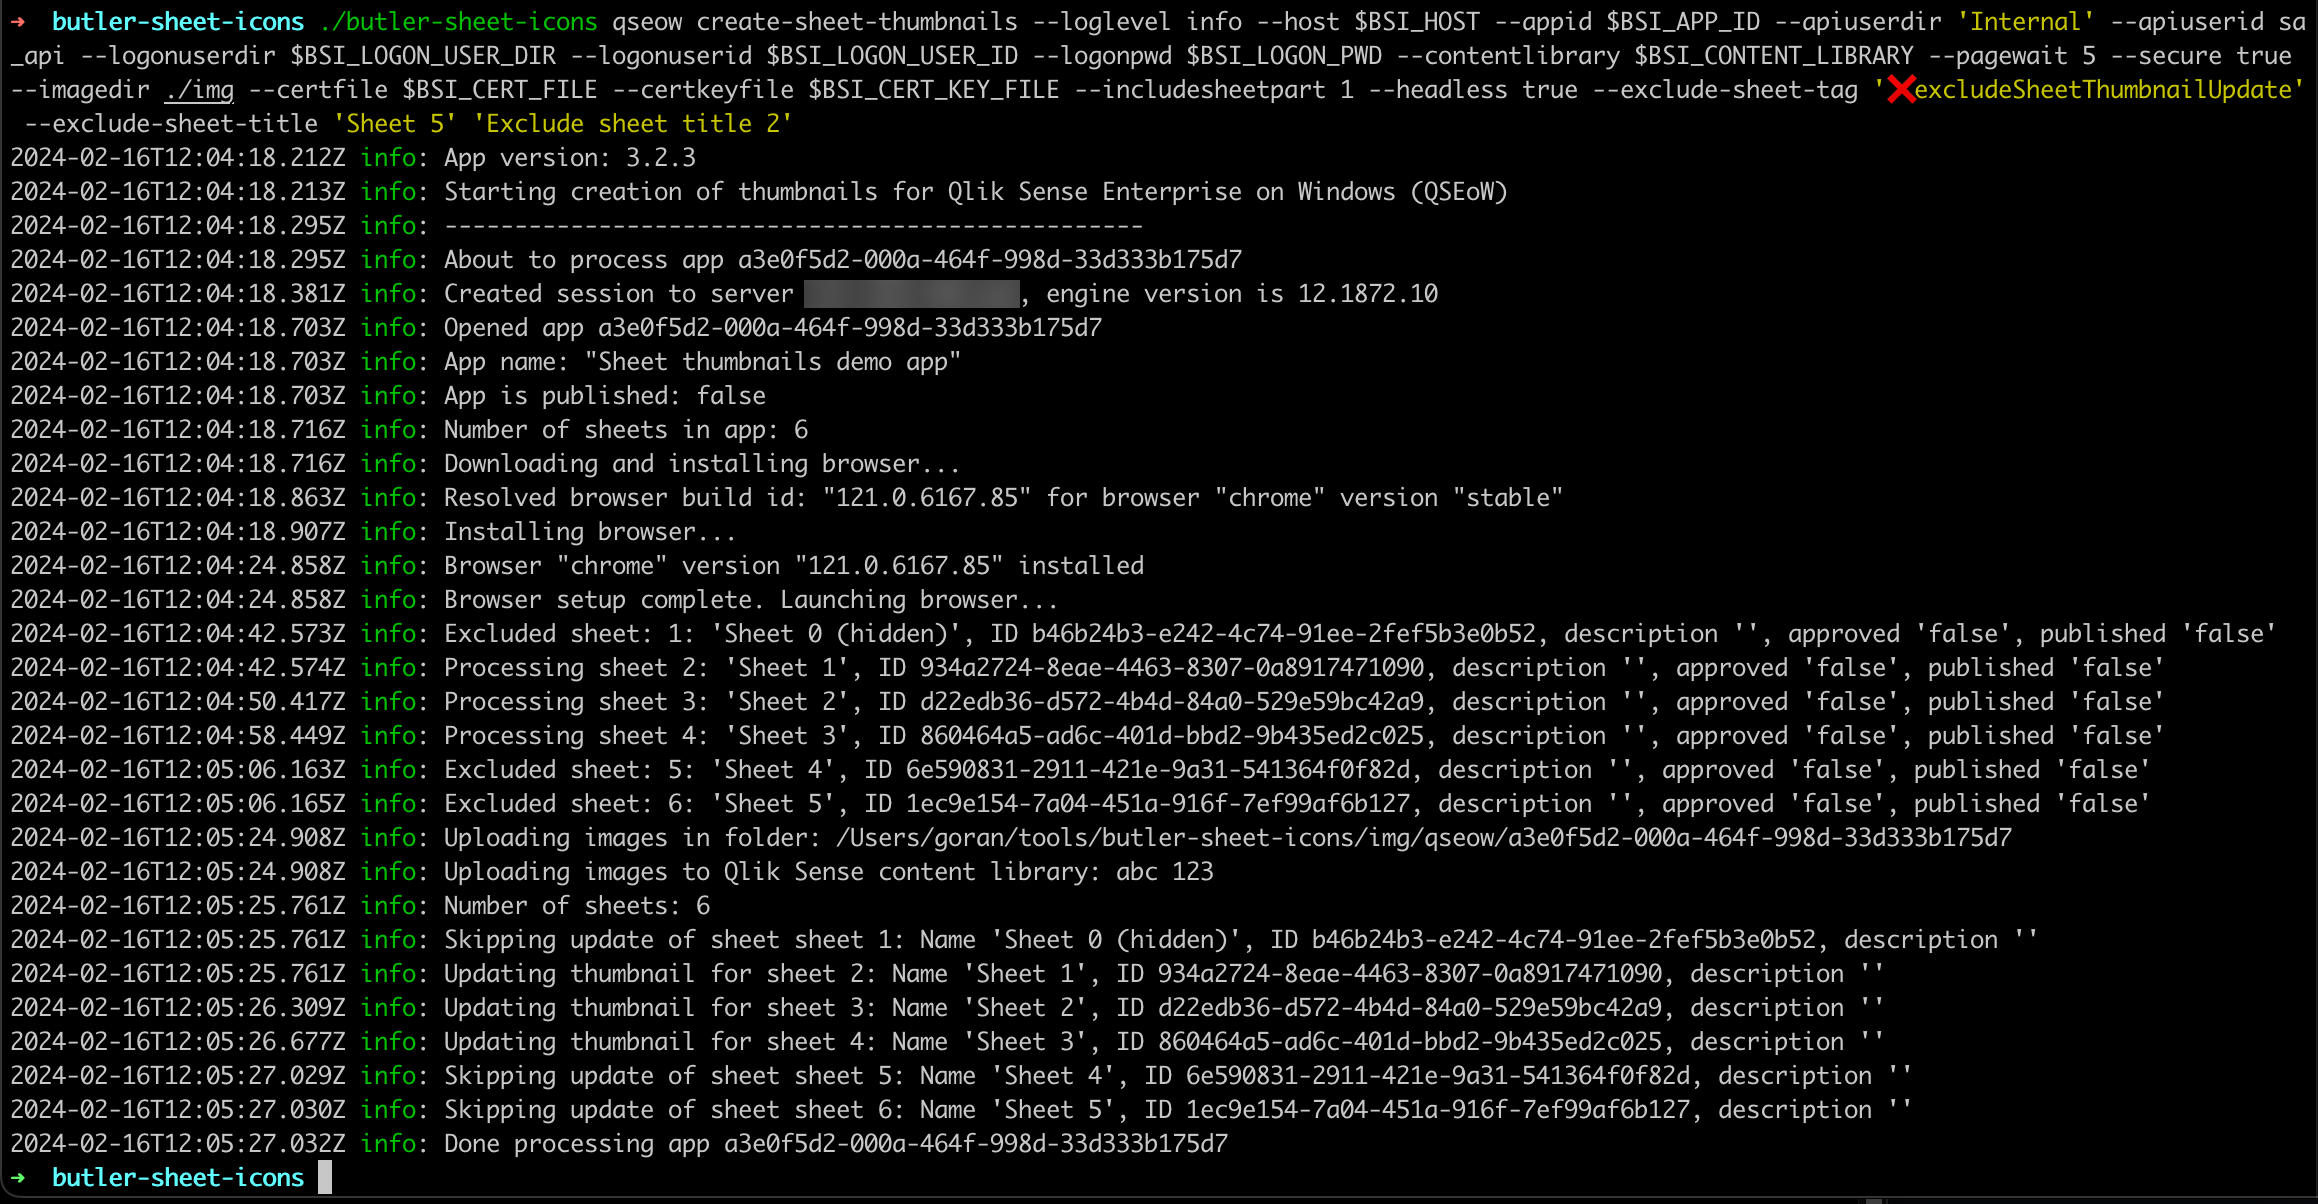 ➜  butler-sheet-icons ./butler-sheet-icons qseow create-sheet-thumbnails --loglevel info --host $BSI_HOST --appid $BSI_APP_ID --apiuserdir 'Internal' --apiuserid sa
_api --logonuserdir $BSI_LOGON_USER_DIR --logonuserid $BSI_LOGON_USER_ID --logonpwd $BSI_LOGON_PWD --contentlibrary $BSI_CONTENT_LIBRARY --pagewait 5 --secure true
--imagedir ./img --certfile $BSI_CERT_FILE --certkeyfile $BSI_CERT_KEY_FILE --includesheetpart 1 --headless true --exclude-sheet-tag '❌excludeSheetThumbnailUpdate'
--exclude-sheet-title 'Sheet 5' 'Exclude sheet title 2'
2024-02-16T12:04:18.212Z info: App version: 3.2.3
2024-02-16T12:04:18.213Z info: Starting creation of thumbnails for Qlik Sense Enterprise on Windows (QSEoW)
2024-02-16T12:04:18.295Z info: --------------------------------------------------
2024-02-16T12:04:18.295Z info: About to process app a3e0f5d2-000a-464f-998d-33d333b175d7
2024-02-16T12:04:18.381Z info: Created session to server , engine version is 12.1872.10
2024-02-16T12:04:18.703Z info: Opened app a3e0f5d2-000a-464f-998d-33d333b175d7
2024-02-16T12:04:18.703Z info: App name: "Sheet thumbnails demo app"
2024-02-16T12:04:18.703Z info: App is published: false
2024-02-16T12:04:18.716Z info: Number of sheets in app: 6
2024-02-16T12:04:18.716Z info: Downloading and installing browser...
2024-02-16T12:04:18.863Z info: Resolved browser build id: "121.0.6167.85" for browser "chrome" version "stable"
2024-02-16T12:04:18.907Z info: Installing browser...
2024-02-16T12:04:24.858Z info: Browser "chrome" version "121.0.6167.85" installed
2024-02-16T12:04:24.858Z info: Browser setup complete. Launching browser...
2024-02-16T12:04:42.573Z info: Excluded sheet: 1: 'Sheet 0 (hidden)', ID b46b24b3-e242-4c74-91ee-2fef5b3e0b52, description '', approved 'false', published 'false'
2024-02-16T12:04:42.574Z info: Processing sheet 2: 'Sheet 1', ID 934a2724-8eae-4463-8307-0a8917471090, description '', approved 'false', published 'false'
2024-02-16T12:04:50.417Z info: Processing sheet 3: 'Sheet 2', ID d22edb36-d572-4b4d-84a0-529e59bc42a9, description '', approved 'false', published 'false'
2024-02-16T12:04:58.449Z info: Processing sheet 4: 'Sheet 3', ID 860464a5-ad6c-401d-bbd2-9b435ed2c025, description '', approved 'false', published 'false'
2024-02-16T12:05:06.163Z info: Excluded sheet: 5: 'Sheet 4', ID 6e590831-2911-421e-9a31-541364f0f82d, description '', approved 'false', published 'false'
2024-02-16T12:05:06.165Z info: Excluded sheet: 6: 'Sheet 5', ID 1ec9e154-7a04-451a-916f-7ef99af6b127, description '', approved 'false', published 'false'
2024-02-16T12:05:24.908Z info: Uploading images in folder: /Users/goran/tools/butler-sheet-icons/img/qseow/a3e0f5d2-000a-464f-998d-33d333b175d7
2024-02-16T12:05:24.908Z info: Uploading images to Qlik Sense content library: abc 123
2024-02-16T12:05:25.761Z info: Number of sheets: 6
2024-02-16T12:05:25.761Z info: Skipping update of sheet sheet 1: Name 'Sheet 0 (hidden)', ID b46b24b3-e242-4c74-91ee-2fef5b3e0b52, description ''
2024-02-16T12:05:25.761Z info: Updating thumbnail for sheet 2: Name 'Sheet 1', ID 934a2724-8eae-4463-8307-0a8917471090, description ''
2024-02-16T12:05:26.309Z info: Updating thumbnail for sheet 3: Name 'Sheet 2', ID d22edb36-d572-4b4d-84a0-529e59bc42a9, description ''
2024-02-16T12:05:26.677Z info: Updating thumbnail for sheet 4: Name 'Sheet 3', ID 860464a5-ad6c-401d-bbd2-9b435ed2c025, description ''
2024-02-16T12:05:27.029Z info: Skipping update of sheet sheet 5: Name 'Sheet 4', ID 6e590831-2911-421e-9a31-541364f0f82d, description ''
2024-02-16T12:05:27.030Z info: Skipping update of sheet sheet 6: Name 'Sheet 5', ID 1ec9e154-7a04-451a-916f-7ef99af6b127, description ''
2024-02-16T12:05:27.032Z info: Done processing app a3e0f5d2-000a-464f-998d-33d333b175d7
➜  butler-sheet-icons